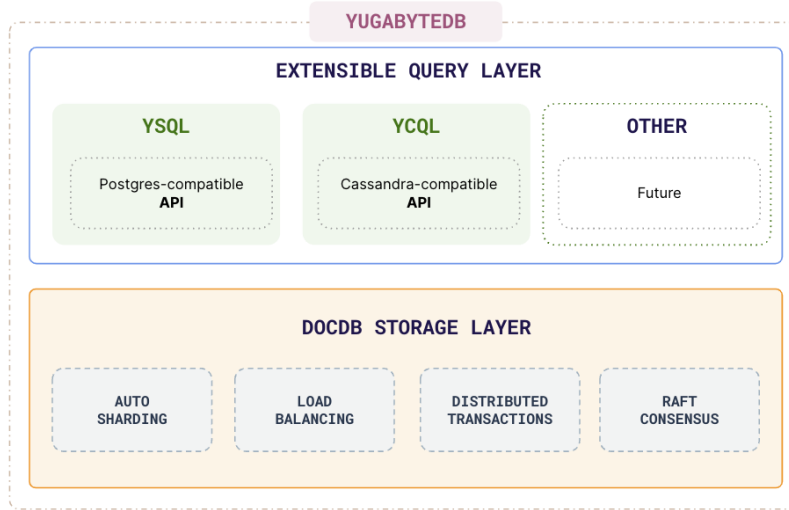 YUGABYTEDB
EXTENSIBLE QUERY LAYER
YSQL
Postgres-compatible
API
YCQL
Cassandra-compatible
API
OTHER
Future
DOCDB STORAGE LAYER
AUTO
SHARDING
LOAD
BALANCING
DISTRIBUTED
TRANSACTIONS
RAFT
CONSENSUS